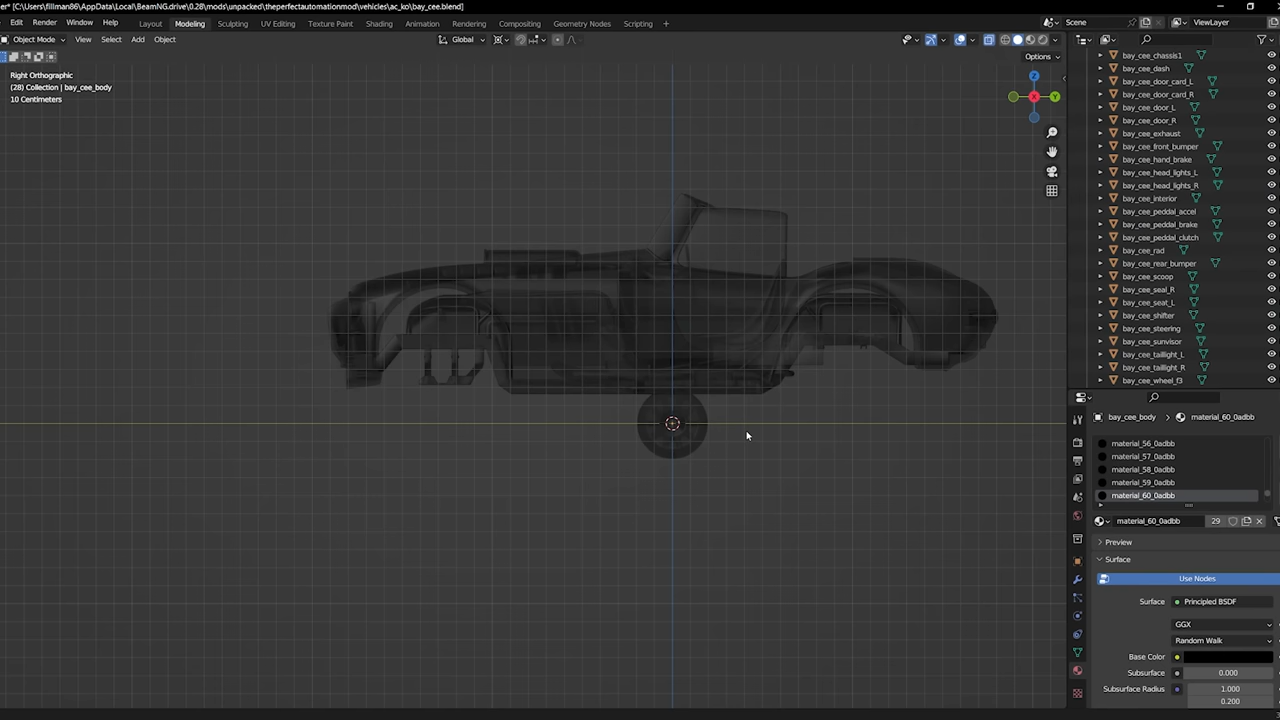 er* [C:\Users\fillman86\AppData\Local\BeamNG.drive\0.28\mods\unpacked\theperfectautomationmod\vehicles\ac_ko\bay_cee.blend]
Edit Render Window Help Layout Modeling Sculpting UV Editing Texture Paint Shading Animation Rendering Compositing Geometry Nodes Scripting + Scene ViewLayer
Object Mode View Select Add Object Global
Options
Right Orthographic
(28) Collection | bay_cee_body
10 Centimeters
Z
X
Y
bay_cee_chassis1
bay_cee_dash
bay_cee_door_card_L
bay_cee_door_card_R
bay_cee_door_L
bay_cee_door_R
bay_cee_exhaust
bay_cee_front_bumper
bay_cee_hand_brake
bay_cee_head_lights_L
bay_cee_head_lights_R
bay_cee_interior
bay_cee_peddal_accel
bay_cee_peddal_brake
bay_cee_peddal_clutch
bay_cee_rad
bay_cee_rear_bumper
bay_cee_scoop
bay_cee_seal_R
bay_cee_seat_L
bay_cee_shifter
bay_cee_steering
bay_cee_sunvisor
bay_cee_taillight_L
bay_cee_taillight_R
bay_cee_wheel_f3
bay_cee_body > material_60_0adbb
material_56_0adbb
material_57_0adbb
material_58_0adbb
material_59_0adbb
material_60_0adbb
material_60_0adbb 29
Preview
Surface
Use Nodes
Surface Principled BSDF
GGX
Random Walk
Base Color
Subsurface 0.000
Subsurface Radius 1.000
0.200